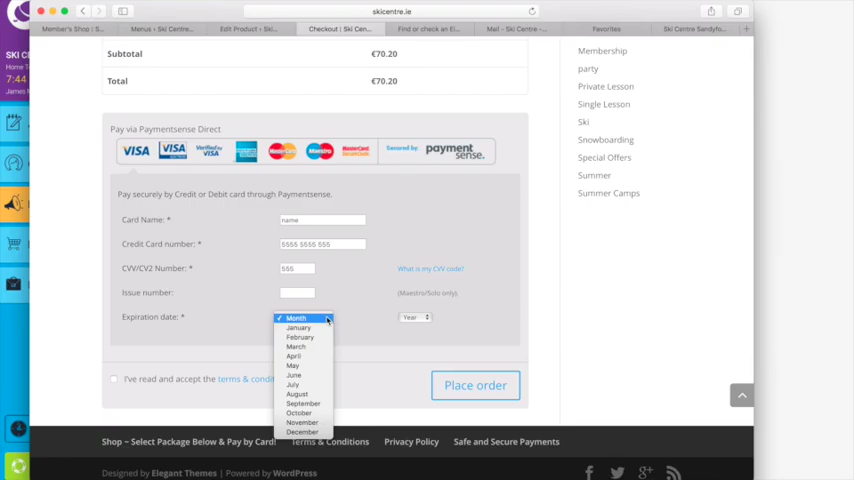 skicentre.ie
Member's Shop | S...
Menus ‹ Ski Centre...
Edit Product ‹ Ski...
Checkout | Ski Cen...
Find or check an Ei...
Mail – Ski Centre -...
Favorites
Ski Centre Sandyfo...
SKI C
Home T
7:44
James M
Subtotal €70.20
Total €70.20
Membership
party
Private Lesson
Single Lesson
Ski
Snowboarding
Special Offers
Summer
Summer Camps
Pay via Paymentsense Direct
VISA VISA Verified by VISA MasterCard Maestro MasterCard Secured by payment sense.
Pay securely by Credit or Debit card through Paymentsense.
Card Name: * name
Credit Card number: * 5555 5555 555
CVV/CV2 Number: * 555 What is my CVV code?
Issue number: (Maestro/Solo only)
Expiration date: * ✓ Month Year
January
February
March
April
May
June
July
August
September
October
November
December
I've read and accept the terms & condit
Place order
Shop ~ Select Package Below & Pay by Card! Terms & Conditions Privacy Policy Safe and Secure Payments
Designed by Elegant Themes | Powered by WordPress